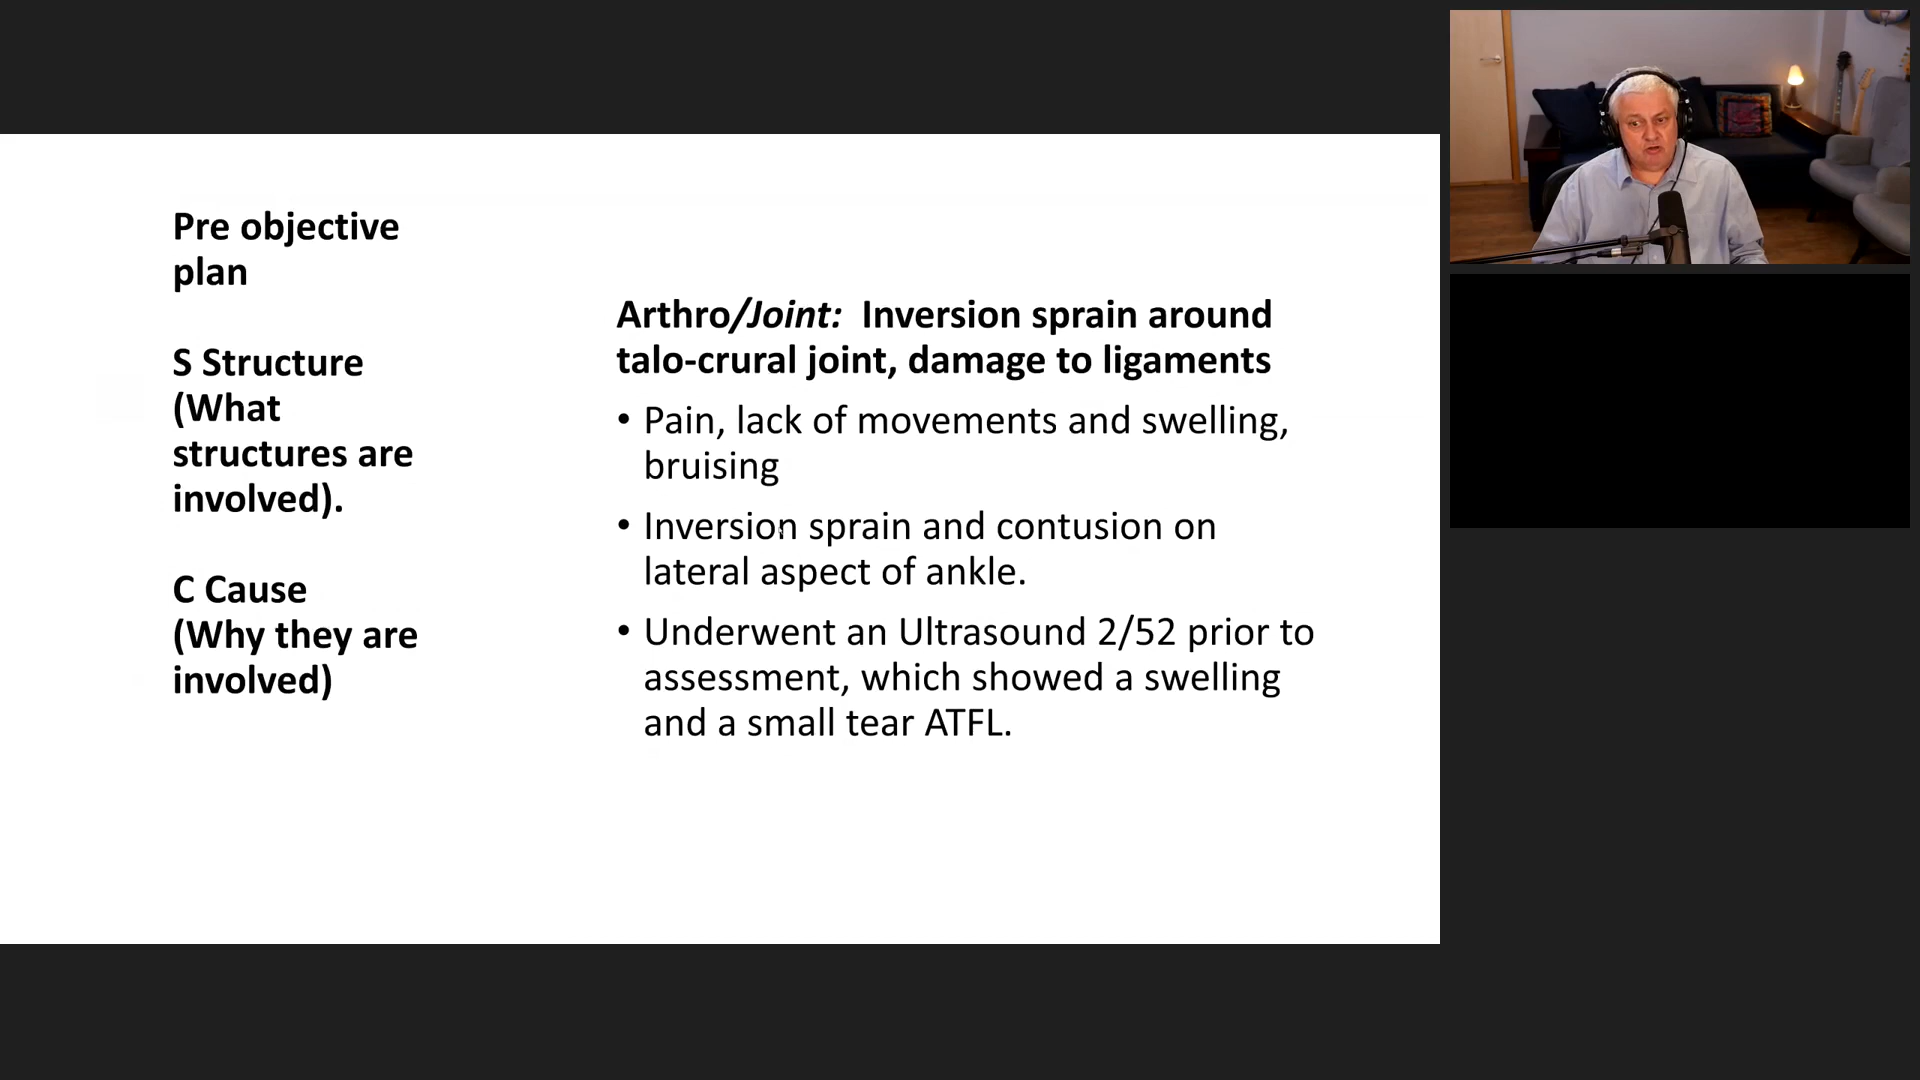 Pre objective
plan
S Structure
(What
structures are
involved).
C Cause
(Why they are
involved)
Arthro/Joint:  Inversion sprain around
talo-crural joint, damage to ligaments
• Pain, lack of movements and swelling,
bruising
• Inversion sprain and contusion on
lateral aspect of ankle.
• Underwent an Ultrasound 2/52 prior to
assessment, which showed a swelling
and a small tear ATFL.